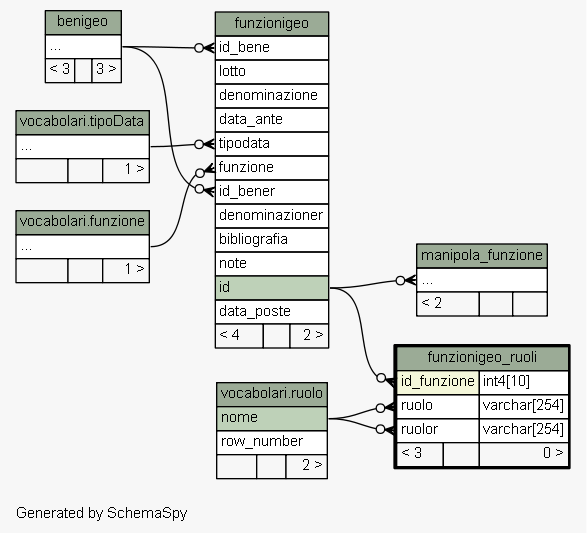 benigeo
...
< 3 3 >
vocabolari.tipoData
...
1 >
vocabolari.funzione
...
1 >
funzionigeo
id_bene
lotto
denominazione
data_ante
tipodata
funzione
id_bener
denominazioner
bibliografia
note
id
data_poste
< 4 2 >
manipola_funzione
...
< 2
funzionigeo_ruoli
id_funzione int4[10]
ruolo varchar[254]
ruolor varchar[254]
< 3 0 >
vocabolari.ruolo
nome
row_number
2 >
Generated by SchemaSpy